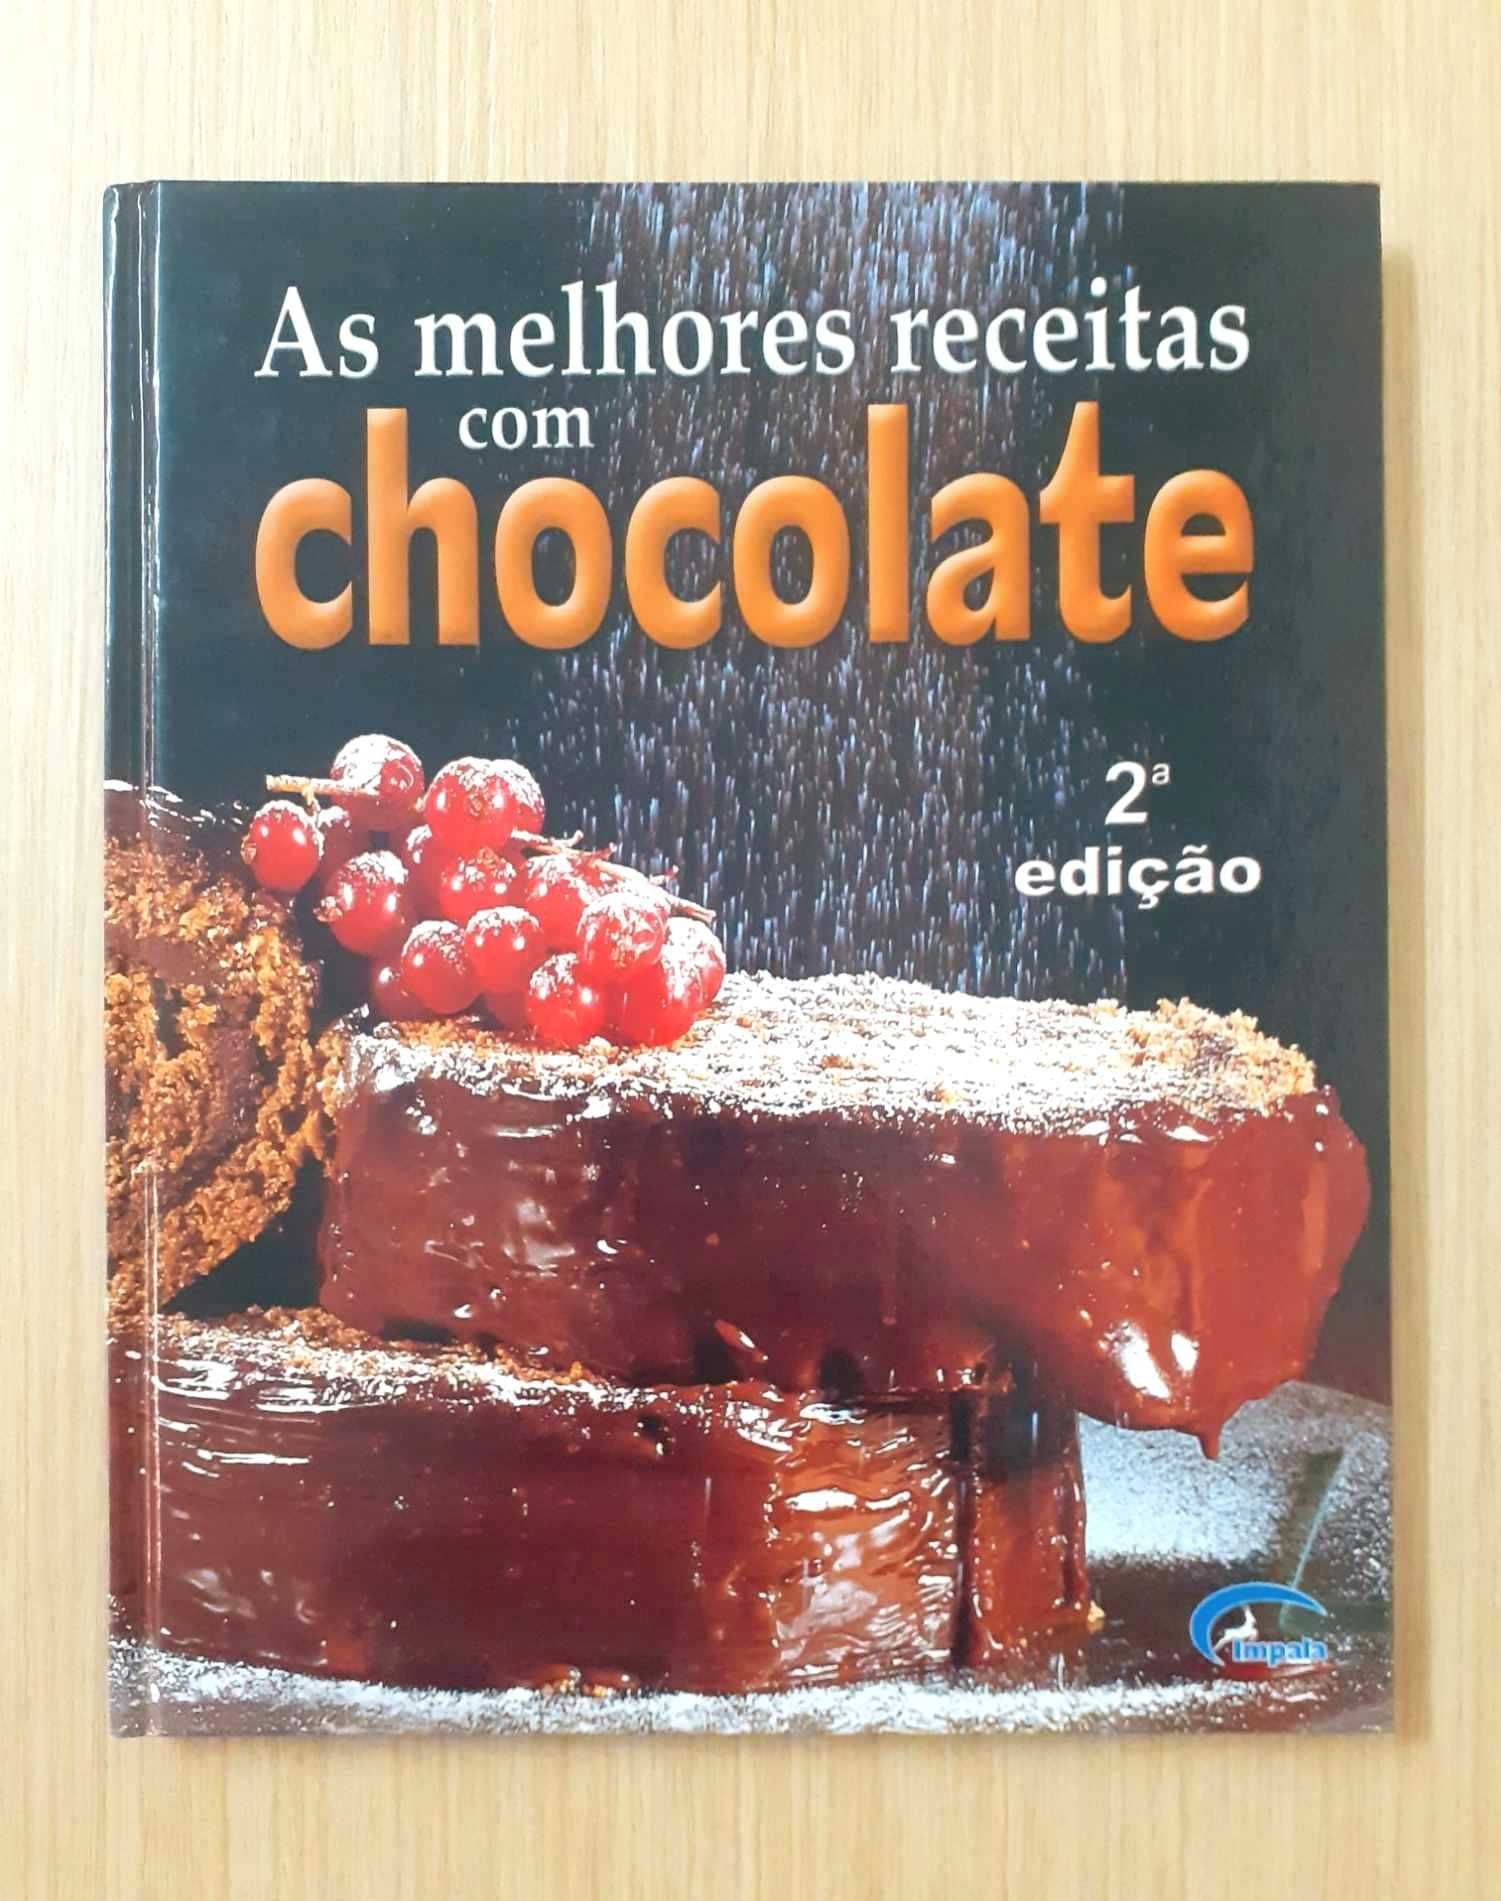 As melhores receitas
com
chocolate
2ª
edição
Impala